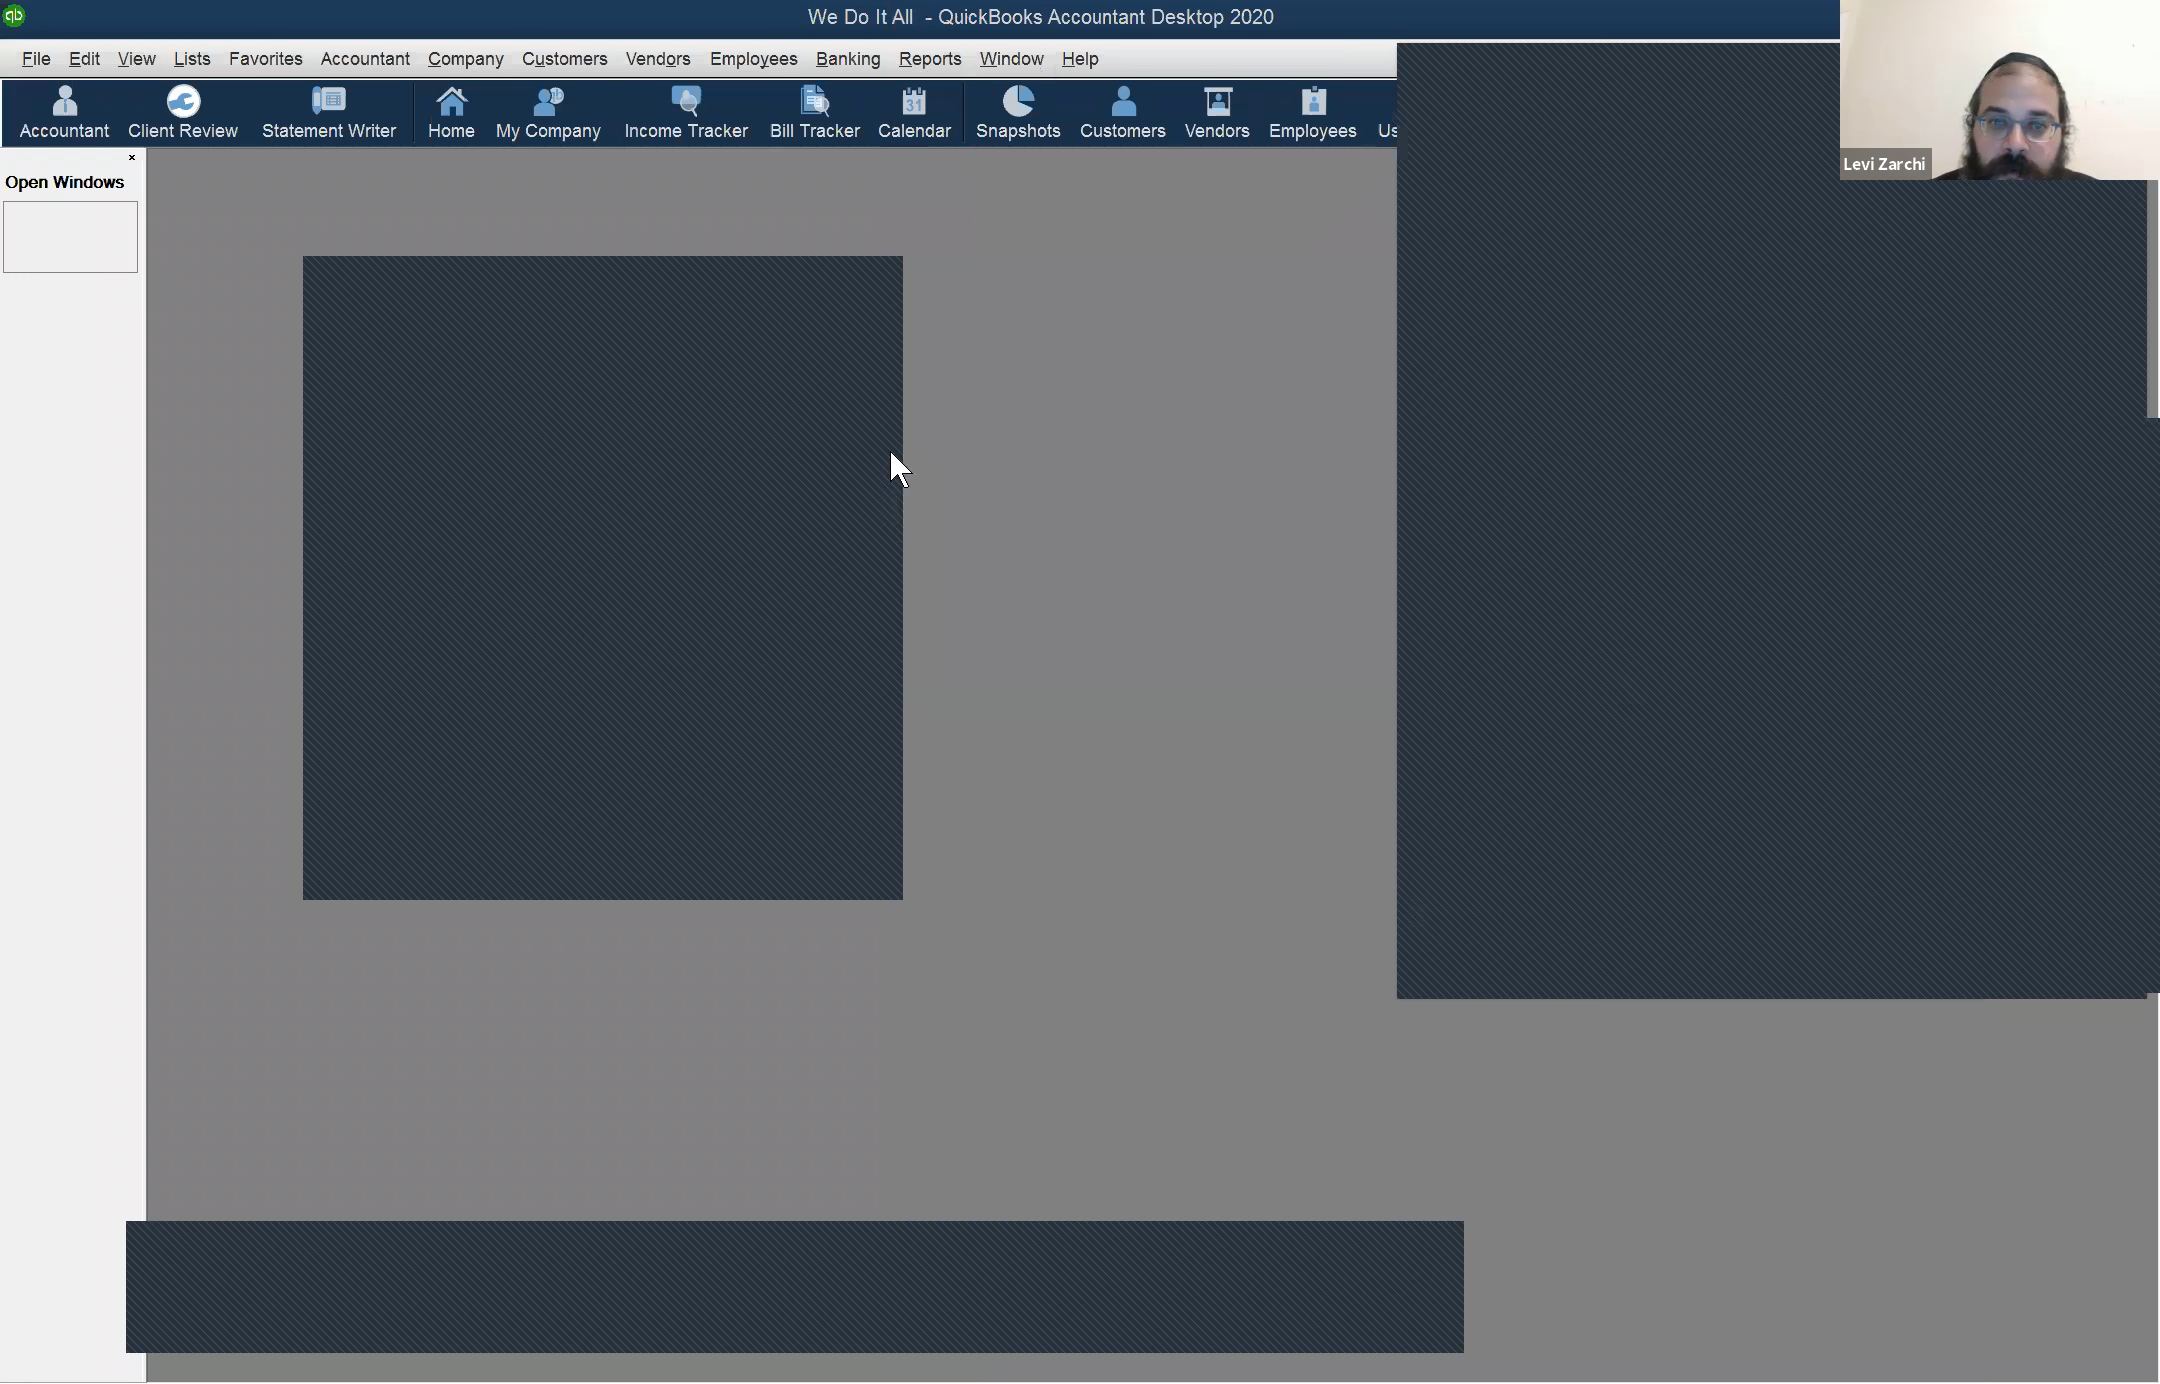 We Do It All - QuickBooks Accountant Desktop 2020
File Edit View Lists Favorites Accountant Company Customers Vendors Employees Banking Reports Window Help
31
Accountant Client Review Statement Writer Home My Company Income Tracker Bill Tracker Calendar Snapshots Customers Vendors Employees
Levi Zarchi
Open Windows